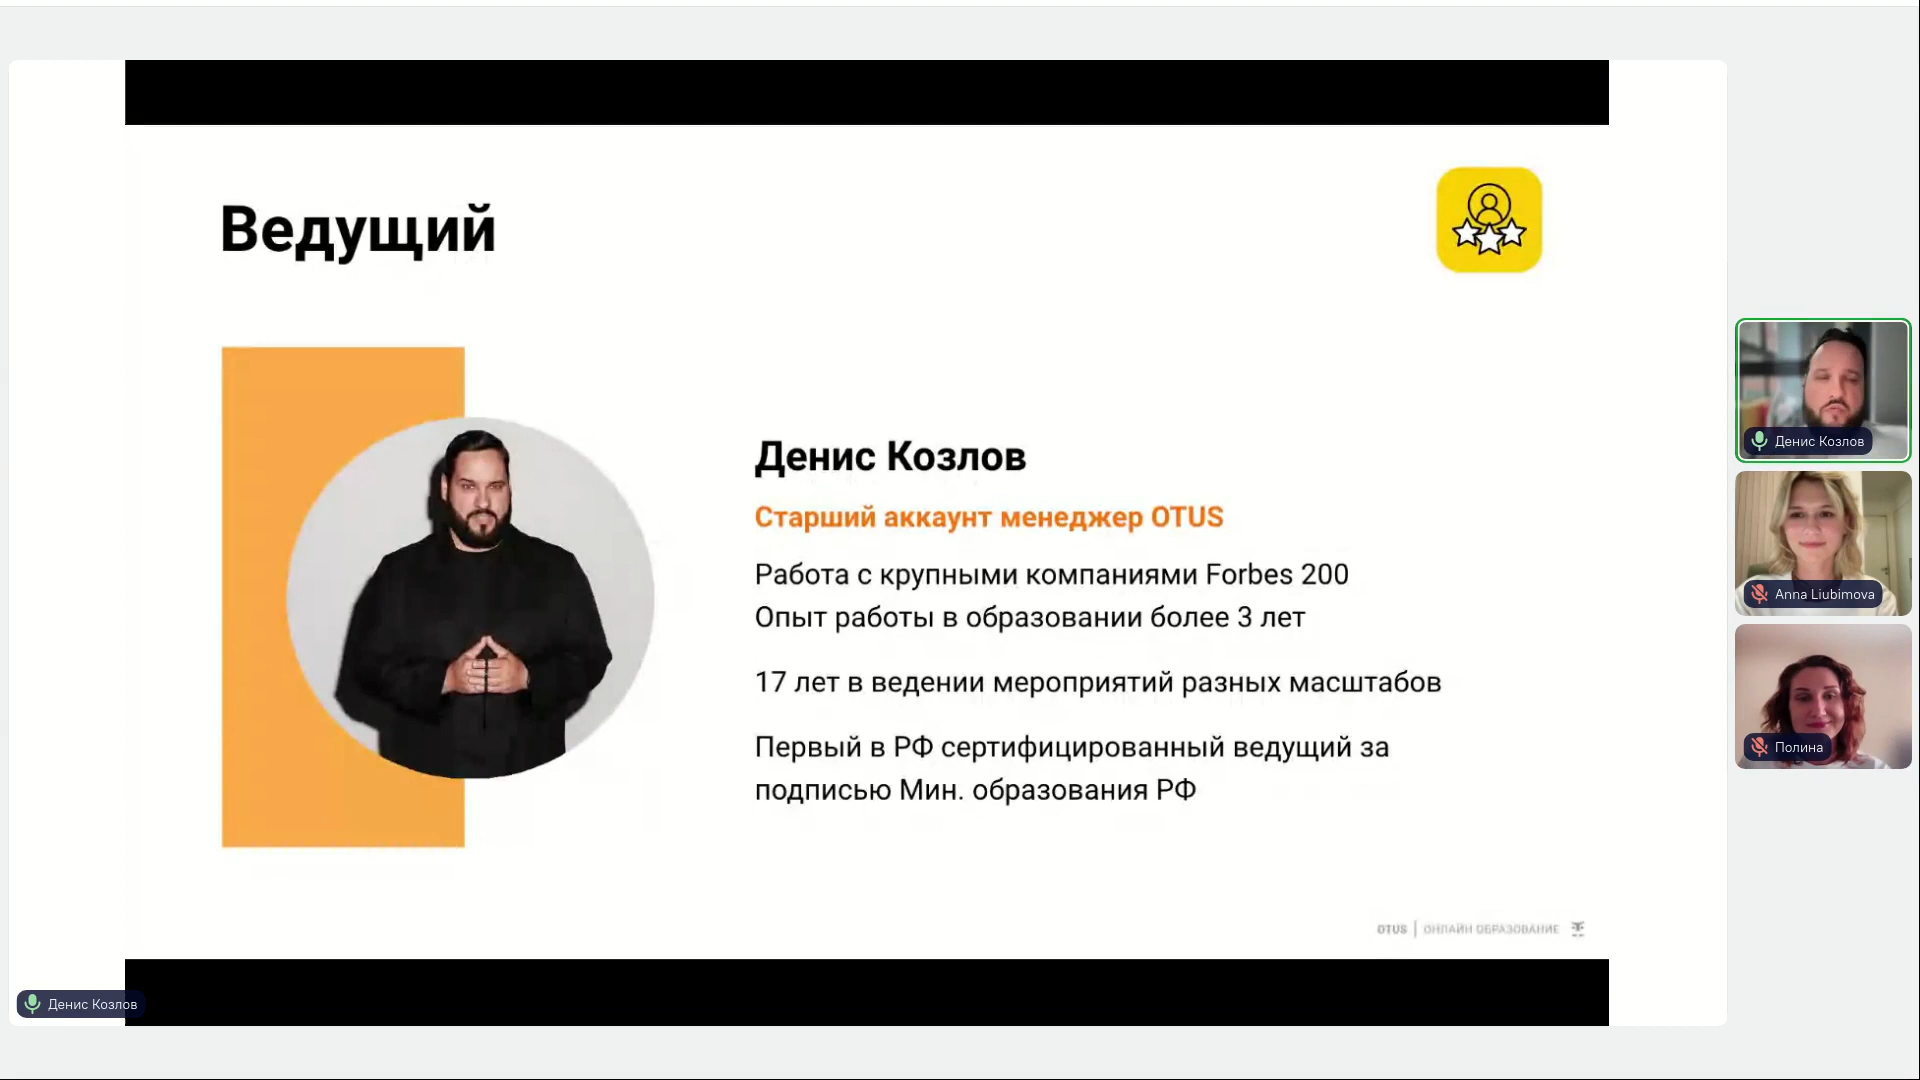 Ведущий
Денис Козлов
Старший аккаунт менеджер OTUS
Работа с крупными компаниями Forbes 200
Опыт работы в образовании более 3 лет
17 лет в ведении мероприятий разных масштабов
Первый в РФ сертифицированный ведущий за
подписью Мин. образования РФ
OTUS | ОНЛАЙН ОБРАЗОВАНИЕ
Денис Козлов
Денис Козлов
Anna Liubimova
Полина